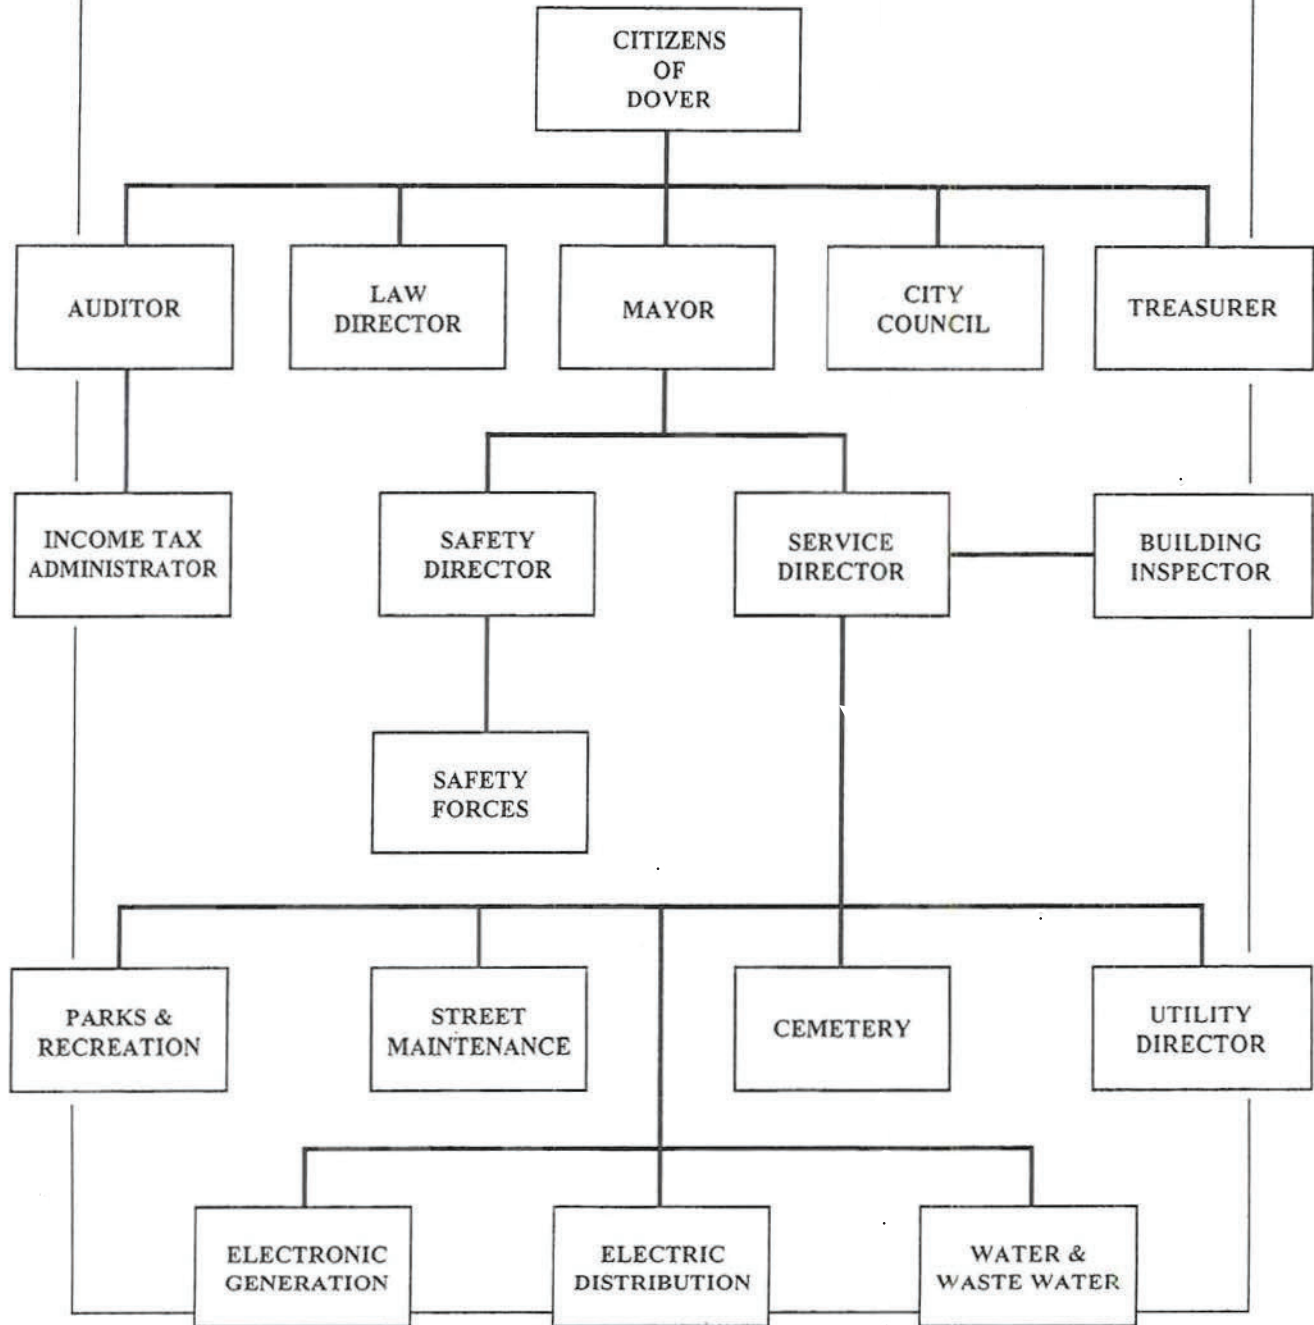 CITIZENS
OF
DOVER
AUDITOR
LAW
DIRECTOR
MAYOR
CITY
COUNCIL
TREASURER
INCOME TAX
ADMINISTRATOR
SAFETY
DIRECTOR
SERVICE
DIRECTOR
BUILDING
INSPECTOR
SAFETY
FORCES
PARKS &
RECREATION
STREET
MAINTENANCE
CEMETERY
UTILITY
DIRECTOR
ELECTRONIC
GENERATION
ELECTRIC
DISTRIBUTION
WATER &
WASTE WATER